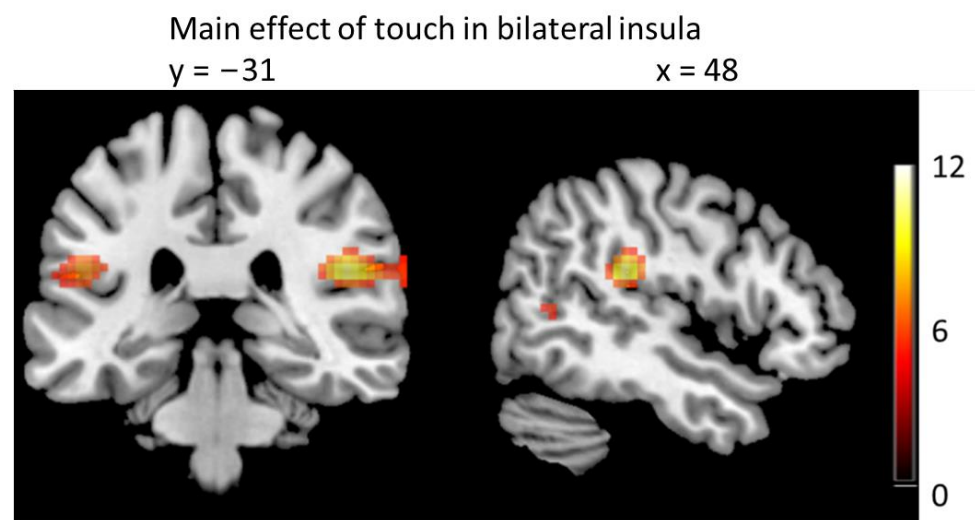 Main effect of touch in bilateral insula
y = −31
x = 48
12
6
0